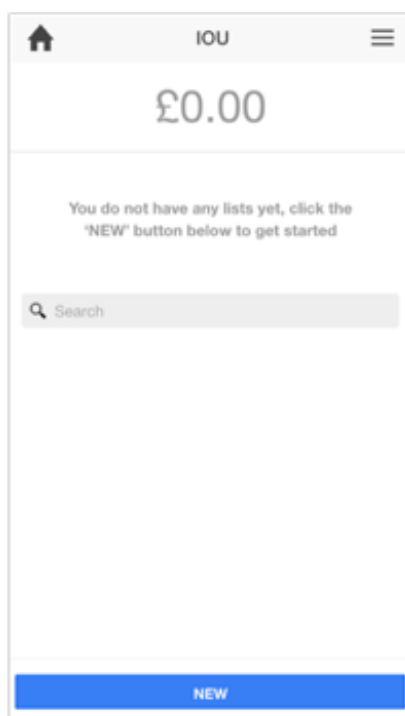 IOU
£0.00
You do not have any lists yet, click the
‘NEW’ button below to get started
Search
NEW